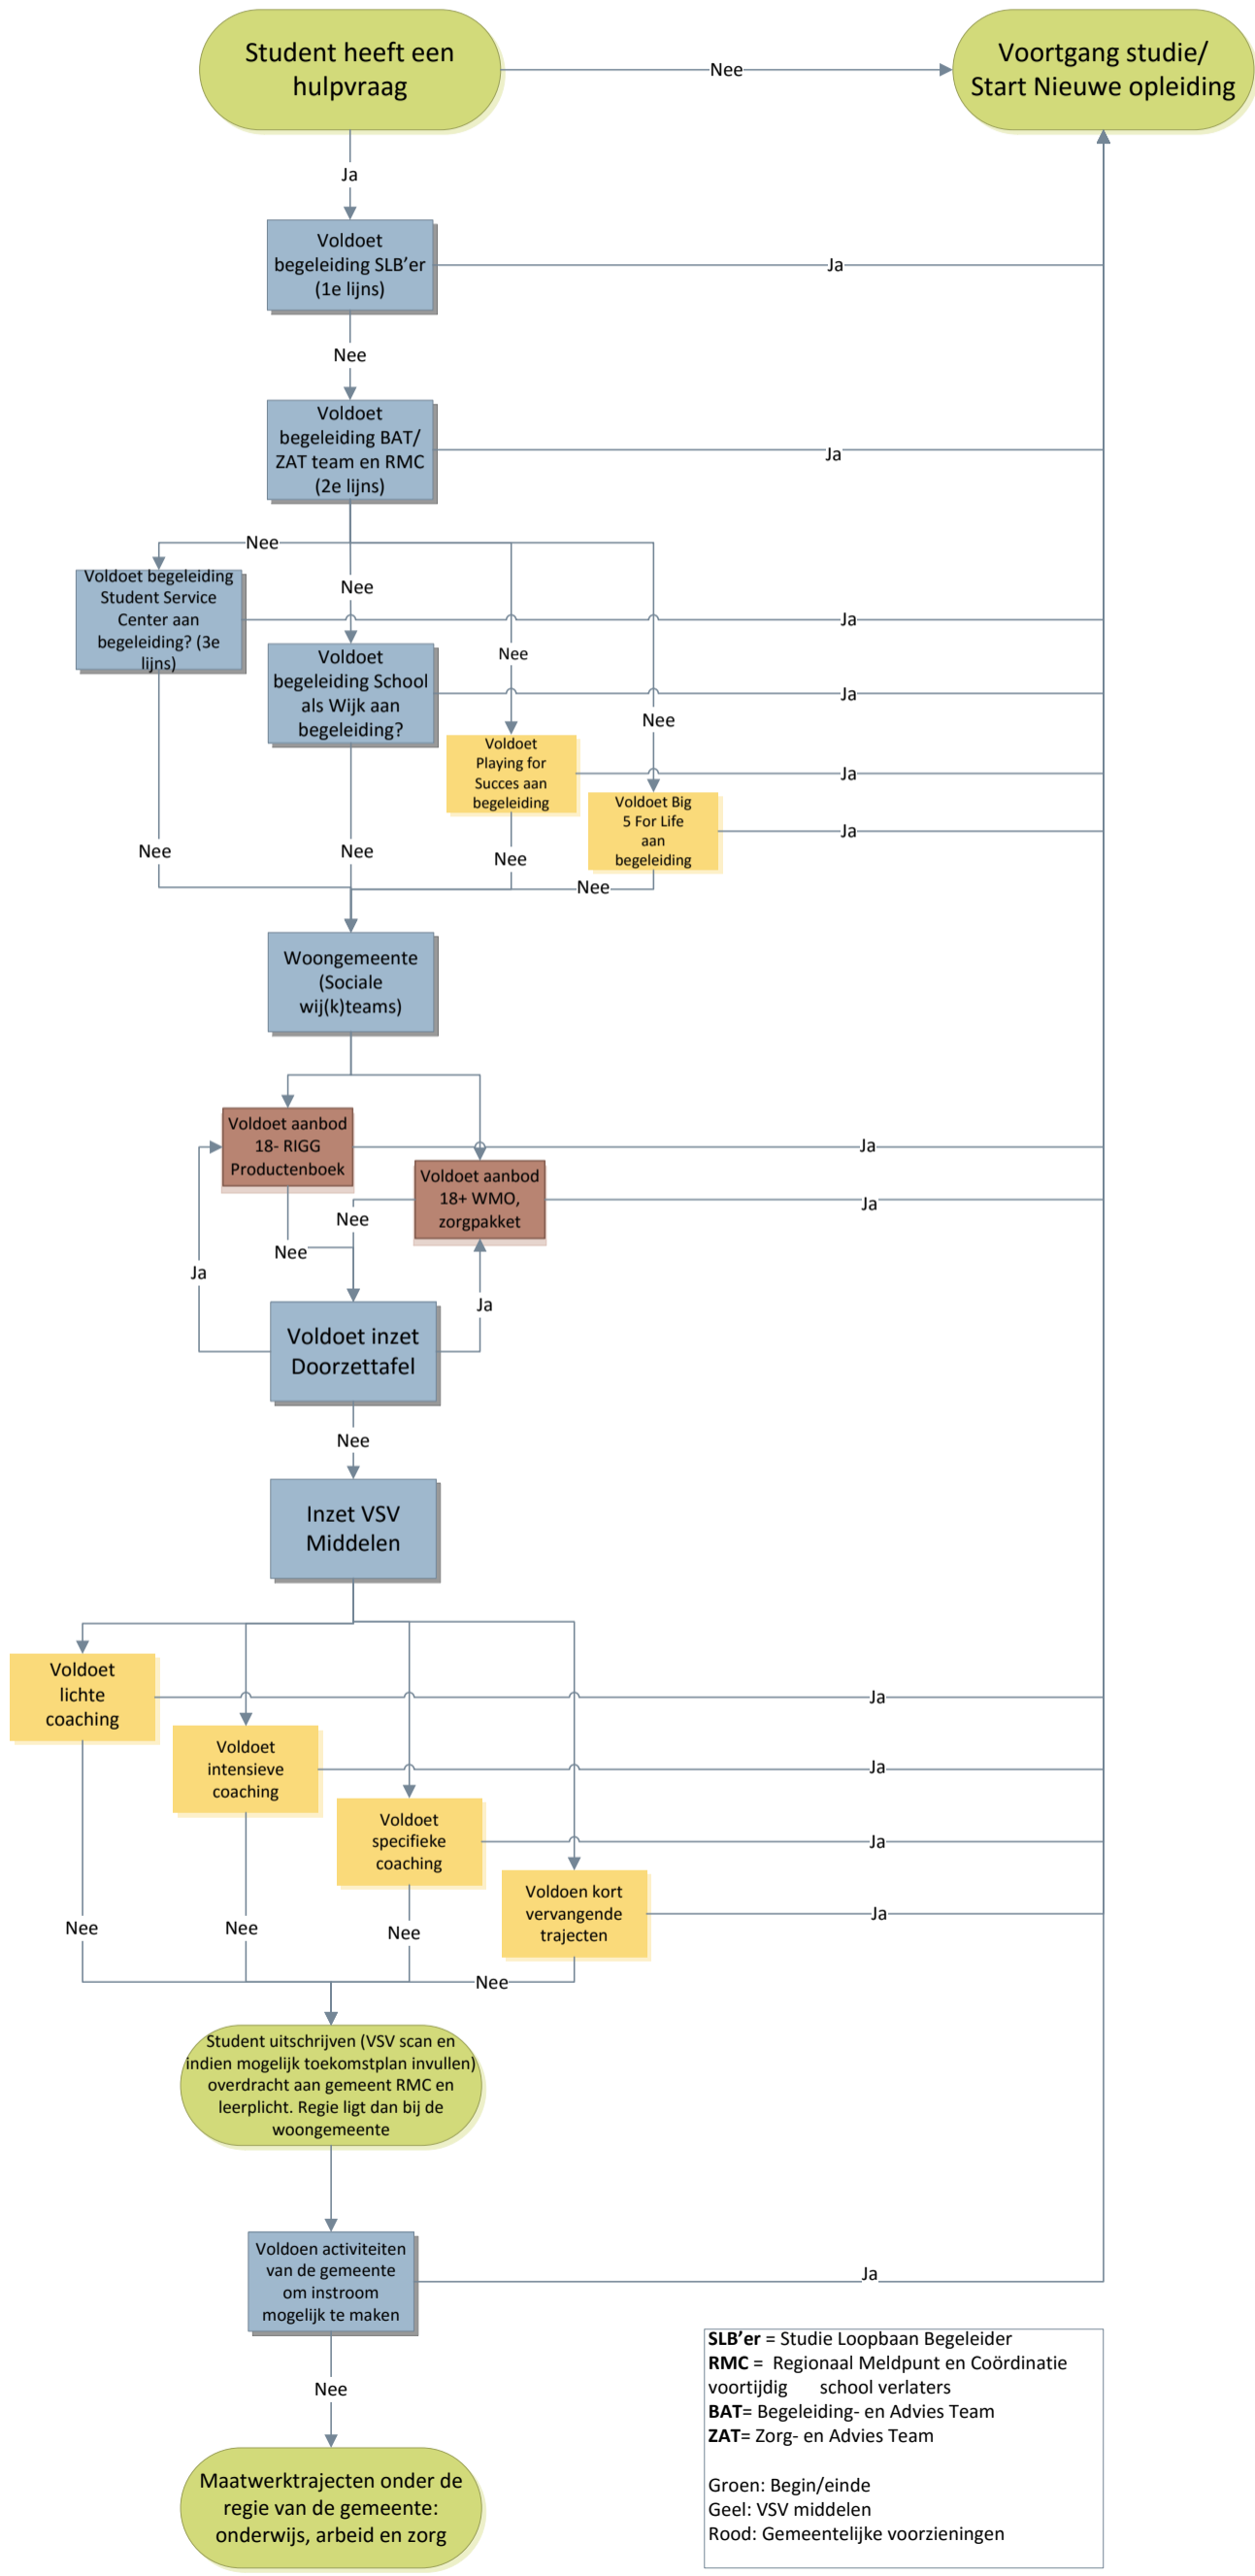 Student heeft een
hulpvraag
Nee
Voortgang studie/
Start Nieuwe opleiding
Ja
Voldoet
begeleiding SLB'er
(1e lijns)
Ja
Nee
Voldoet
begeleiding BAT/
ZAT team en RMC
(2e lijns)
Ja
Nee
Nee
Nee
Nee
Voldoet begeleiding
Student Service
Center aan
begeleiding? (3e
lijns)
Ja
Voldoet
begeleiding School
als Wijk aan
begeleiding?
Ja
Voldoet
Playing for
Succes aan
begeleiding
Ja
Voldoet Big
5 For Life
aan
begeleiding
Ja
Nee
Nee
Nee
Nee
Woongemeente
(Sociale
wij(k)teams)
Voldoet aanbod
18- RIGG
Productenboek
Ja
Voldoet aanbod
18+ WMO,
zorgpakket
Ja
Nee
Nee
Ja
Ja
Voldoet inzet
Doorzettafel
Nee
Inzet VSV
Middelen
Voldoet
lichte
coaching
Ja
Voldoet
intensieve
coaching
Ja
Voldoet
specifieke
coaching
Ja
Voldoen kort
vervangende
trajecten
Ja
Nee
Nee
Nee
Nee
Student uitschrijven (VSV scan en
indien mogelijk toekomstplan invullen)
overdracht aan gemeent RMC en
leerplicht. Regie ligt dan bij de
woongemeente
Voldoen activiteiten
van de gemeente
om instroom
mogelijk te maken
Ja
Nee
Maatwerktrajecten onder de
regie van de gemeente:
onderwijs, arbeid en zorg
SLB'er = Studie Loopbaan Begeleider
RMC = Regionaal Meldpunt en Coördinatie
voortijdig school verlaters
BAT= Begeleiding- en Advies Team
ZAT= Zorg- en Advies Team
Groen: Begin/einde
Geel: VSV middelen
Rood: Gemeentelijke voorzieningen